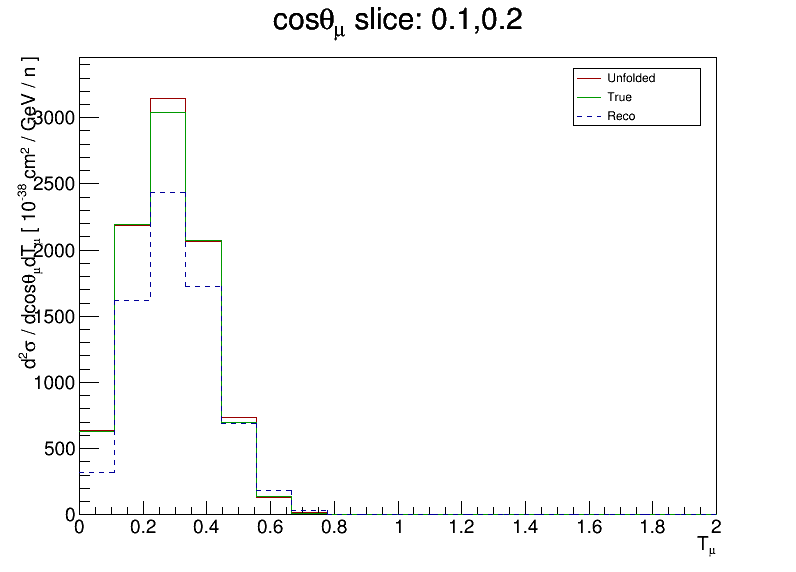 cosθμ slice: 0.1,0.2
d²σ / dcosθμdTμ [ 10⁻³⁸ cm² / GeV / n ]
Unfolded
True
Reco
3000
2500
2000
1500
1000
500
0
0 0.2 0.4 0.6 0.8 1 1.2 1.4 1.6 1.8 2
Tμ